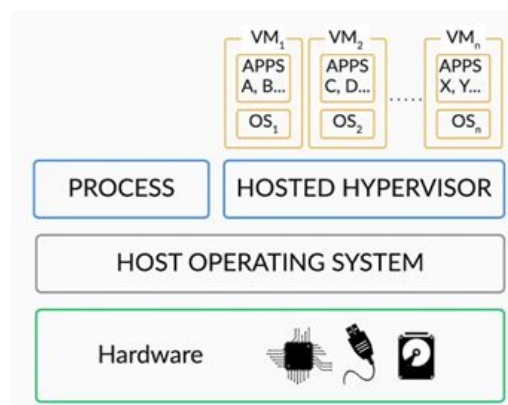 VM1 VM2 VMn
APPS APPS APPS
A, B... C, D... X, Y...
.....
OS1 OS2 OSn
PROCESS HOSTED HYPERVISOR
HOST OPERATING SYSTEM
Hardware